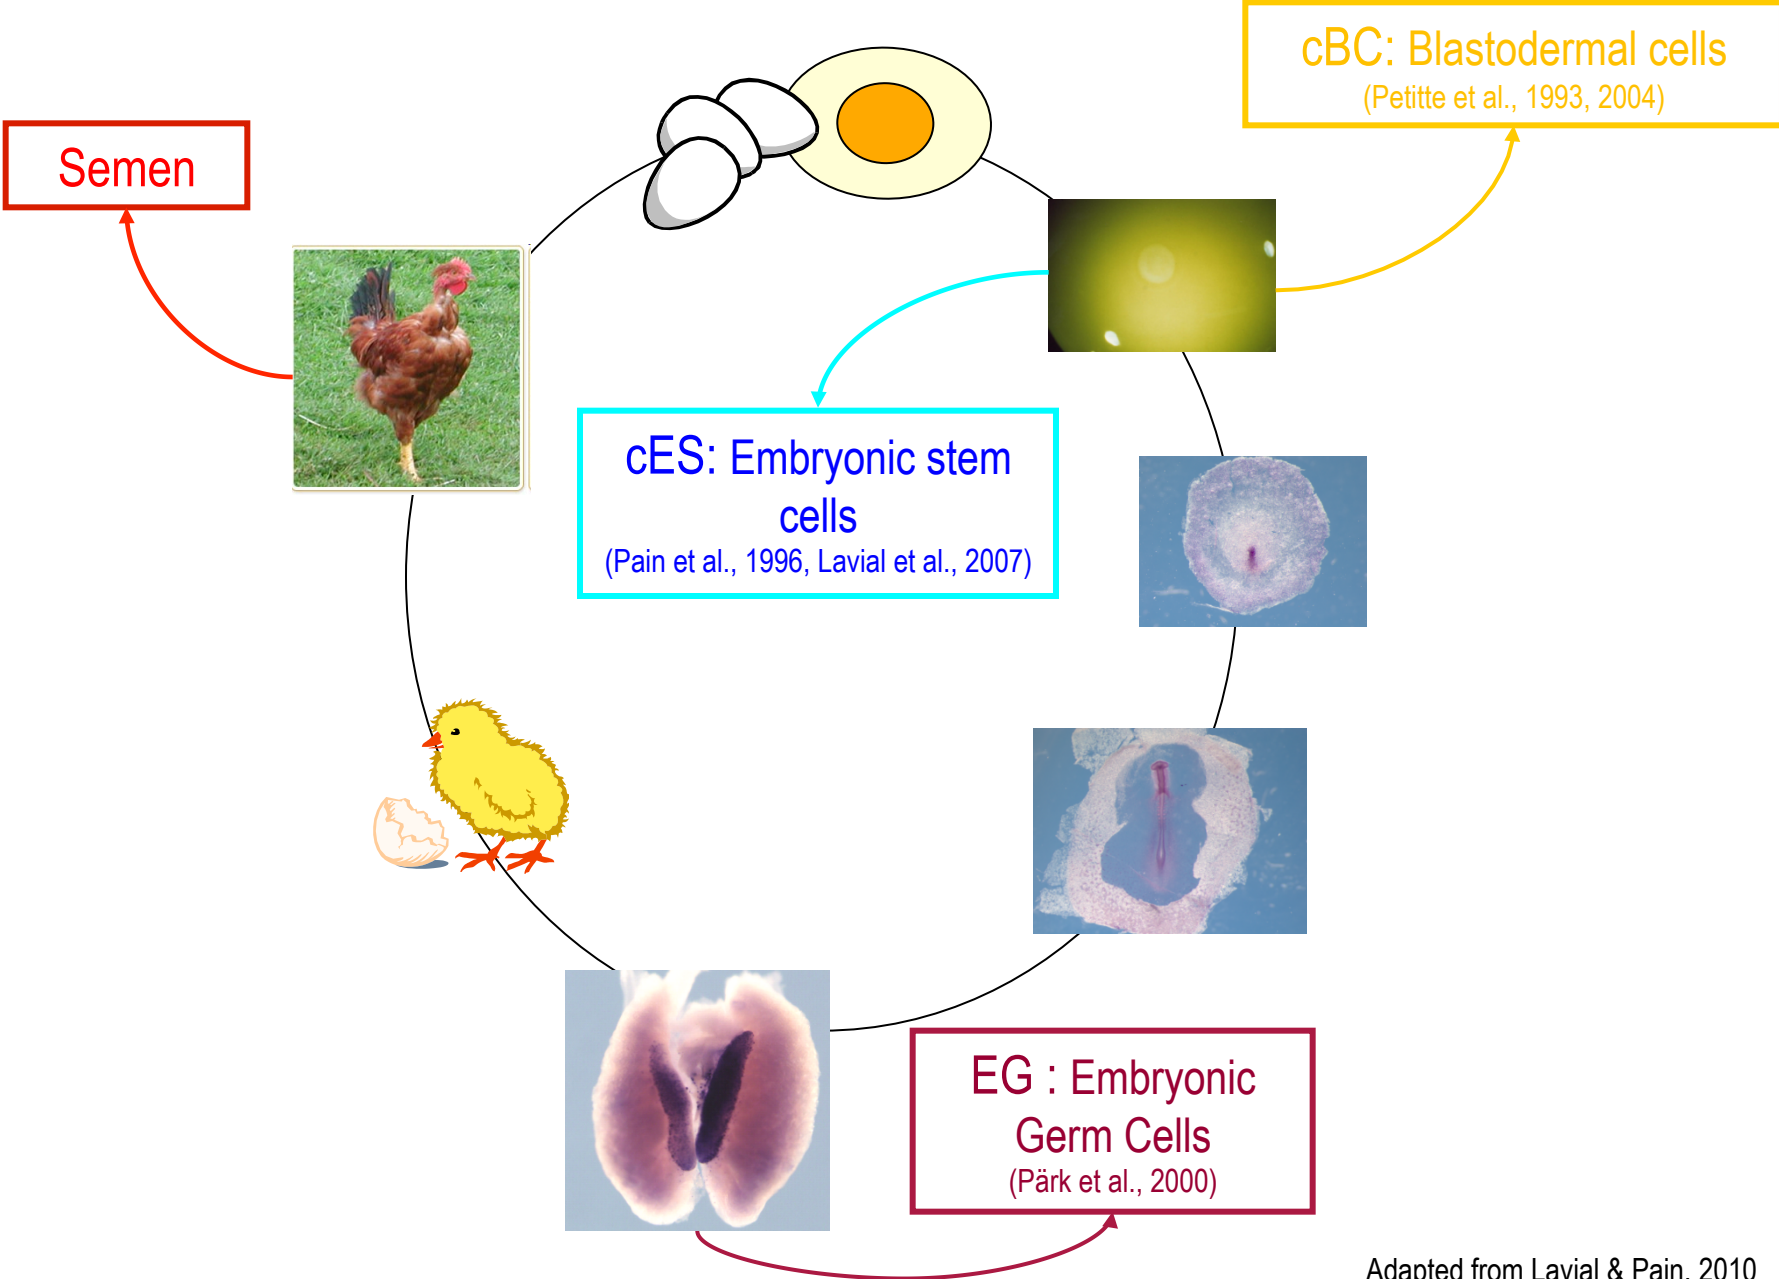 cBC: Blastodermal cells
(Petitte et al., 1993, 2004)
Semen
cES: Embryonic stem
cells
(Pain et al., 1996, Lavial et al., 2007)
EG : Embryonic
Germ Cells
(Pärk et al., 2000)
Adapted from Lavial & Pain, 2010